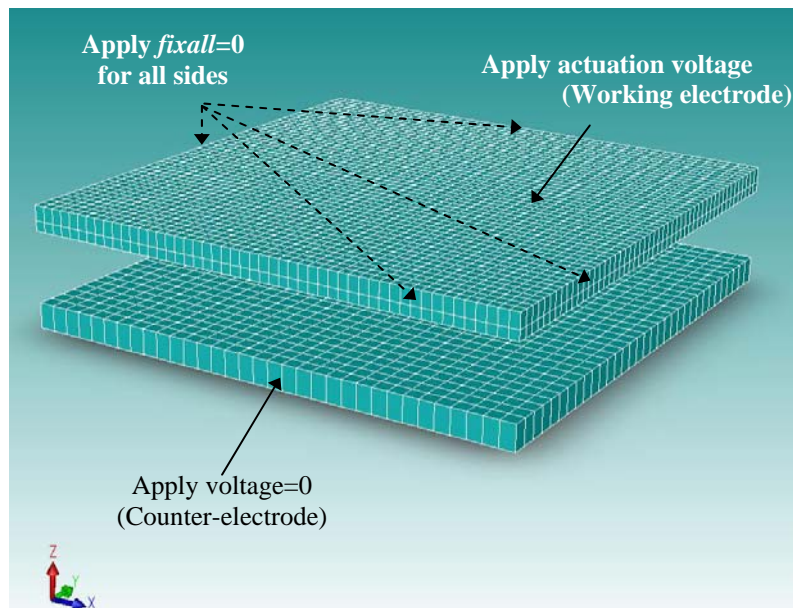 Apply fixall=0
for all sides
Apply actuation voltage
(Working electrode)
Apply voltage=0
(Counter-electrode)
Z
Y
X